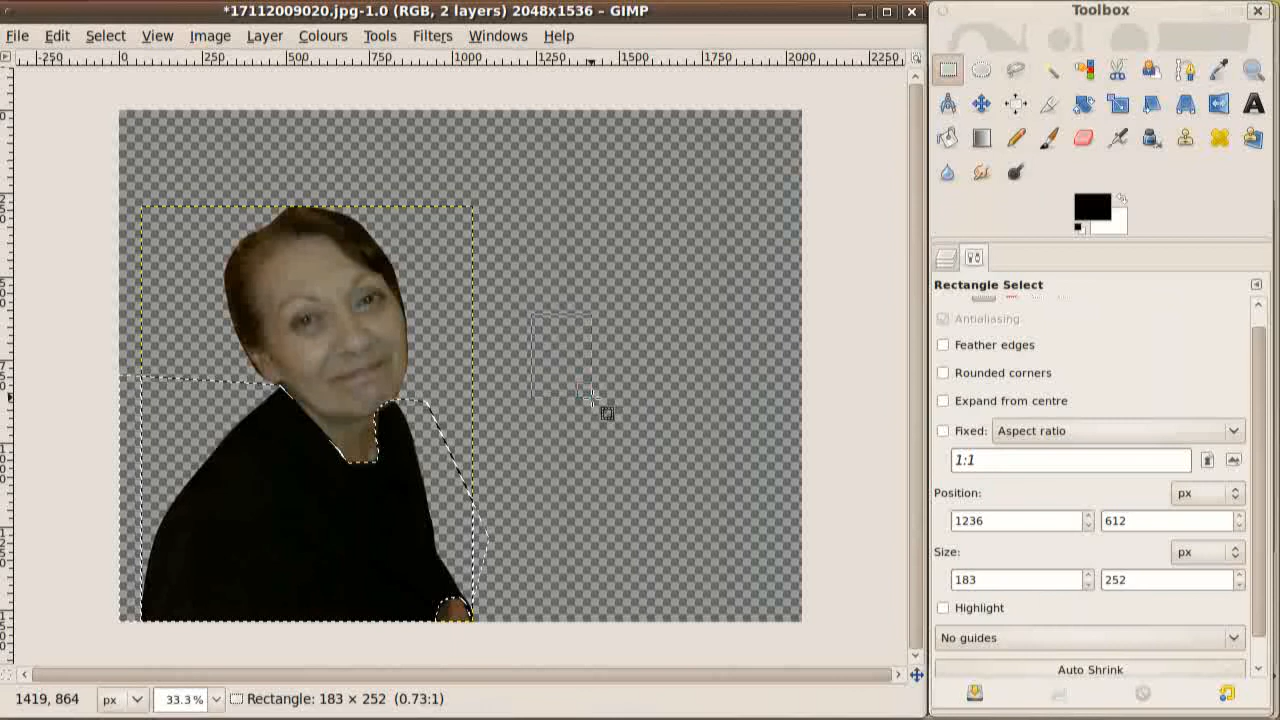 *17112009020.jpg-1.0 (RGB, 2 layers) 2048x1536 – GIMP
File Edit Select View Image Layer Colours Tools Filters Windows Help
-250 0 250 500 750 1000 1250 1500 1750 2000 2250
1419, 864 px 33.3% Rectangle: 183 × 252 (0.73:1)
Toolbox
Rectangle Select
Antialiasing
Feather edges
Rounded corners
Expand from centre
Fixed: Aspect ratio
1:1
Position: px
1236 612
Size: px
183 252
Highlight
No guides
Auto Shrink